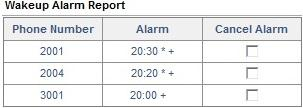 Wakeup Alarm Report
Phone Number Alarm Cancel Alarm
2001 20:30 * +
2004 20:20 * +
3001 20:00 +